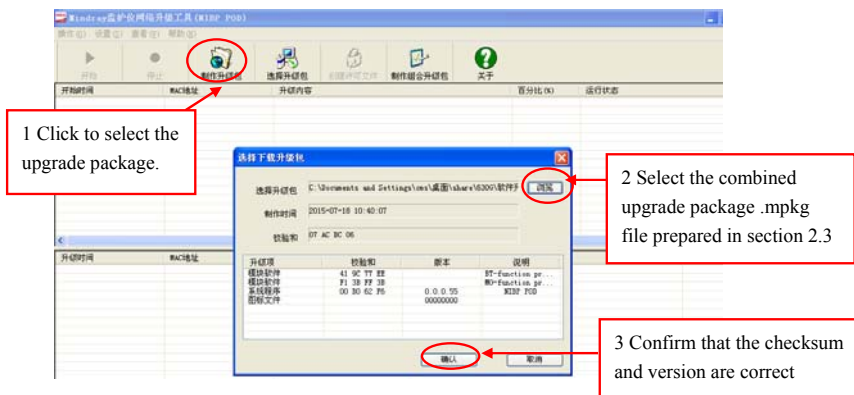 Mindray监护仪网络升级工具(NIBP POD)
操作(O) 设置(C) 查看(V) 帮助(X)
开始 停止 制作升级包 选择升级包 创建许可文件 制作组合升级包 关于
开始时间 MAC地址 升级内容 百分比(%) 运行状态
1 Click to select the
upgrade package.
选择下载升级包
选择升级包 C:\Documents and Settings\cms\桌面\share\6300\软件 浏览
制作时间 2015-07-16 10:40:07
校验和 07 AC BC 06
升级项 校验和 版本 说明
模块软件 41 9C 77 EE BT-function pr...
模块软件 F1 3B FF 3B MO-function pr...
系统程序 00 B0 62 F6 0.0.0.55 NIBP POD
图标文件 00000000
确认 取消
2 Select the combined
upgrade package .mpkg
file prepared in section 2.3
升级时间 MAC地址
3 Confirm that the checksum
and version are correct